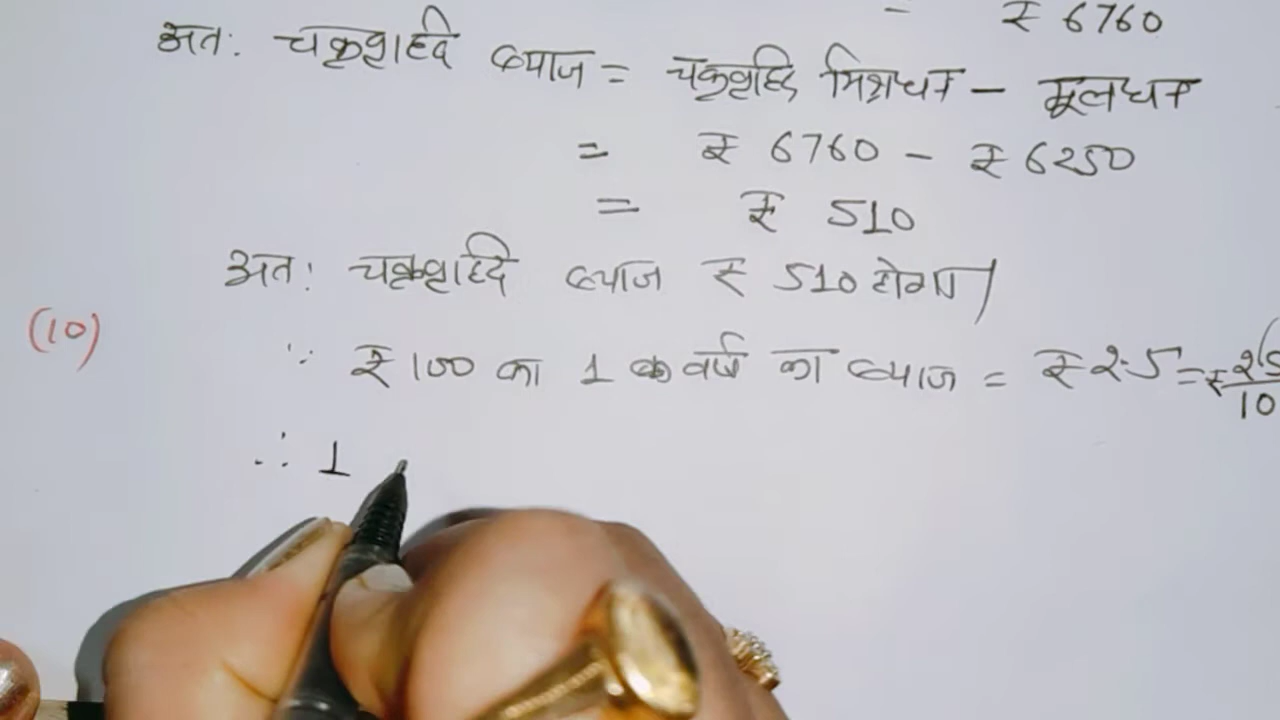 = ₹ 6760
अतः चक्रवृद्धि ब्याज = चक्रवृद्धि मिश्रधन - मूलधन
= ₹ 6760 - ₹ 6250
= ₹ 510
अतः चक्रवृद्धि ब्याज ₹ 510 होगा।
(10) ∵ ₹ 100 का 1 वर्ष का ब्याज = ₹ 2.5 = ₹ 25/10
∴ 1